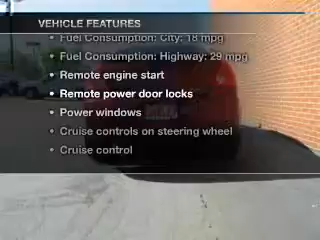 VEHICLE FEATURES
• Fuel Consumption: City: 18 mpg
• Fuel Consumption: Highway: 29 mpg
• Remote engine start
• Remote power door locks
• Power windows
• Cruise controls on steering wheel
• Cruise control